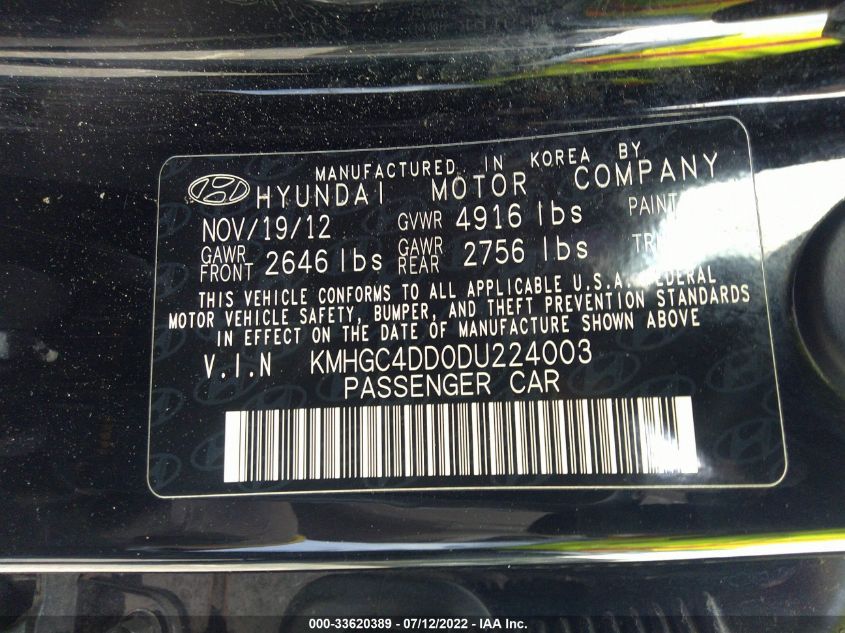 MANUFACTURED IN KOREA BY
HYUNDAI MOTOR COMPANY
NOV/19/12 GVWR 4916 lbs PAINT
GAWR FRONT 2646 lbs GAWR REAR 2756 lbs
THIS VEHICLE CONFORMS TO ALL APPLICABLE U.S.A. FEDERAL
MOTOR VEHICLE SAFETY, BUMPER, AND THEFT PREVENTION STANDARDS
IN EFFECT ON THE DATE OF MANUFACTURE SHOWN ABOVE
V.I.N KMHGC4DD0DU224003
PASSENGER CAR
000-33620389 - 07/12/2022 - IAA Inc.